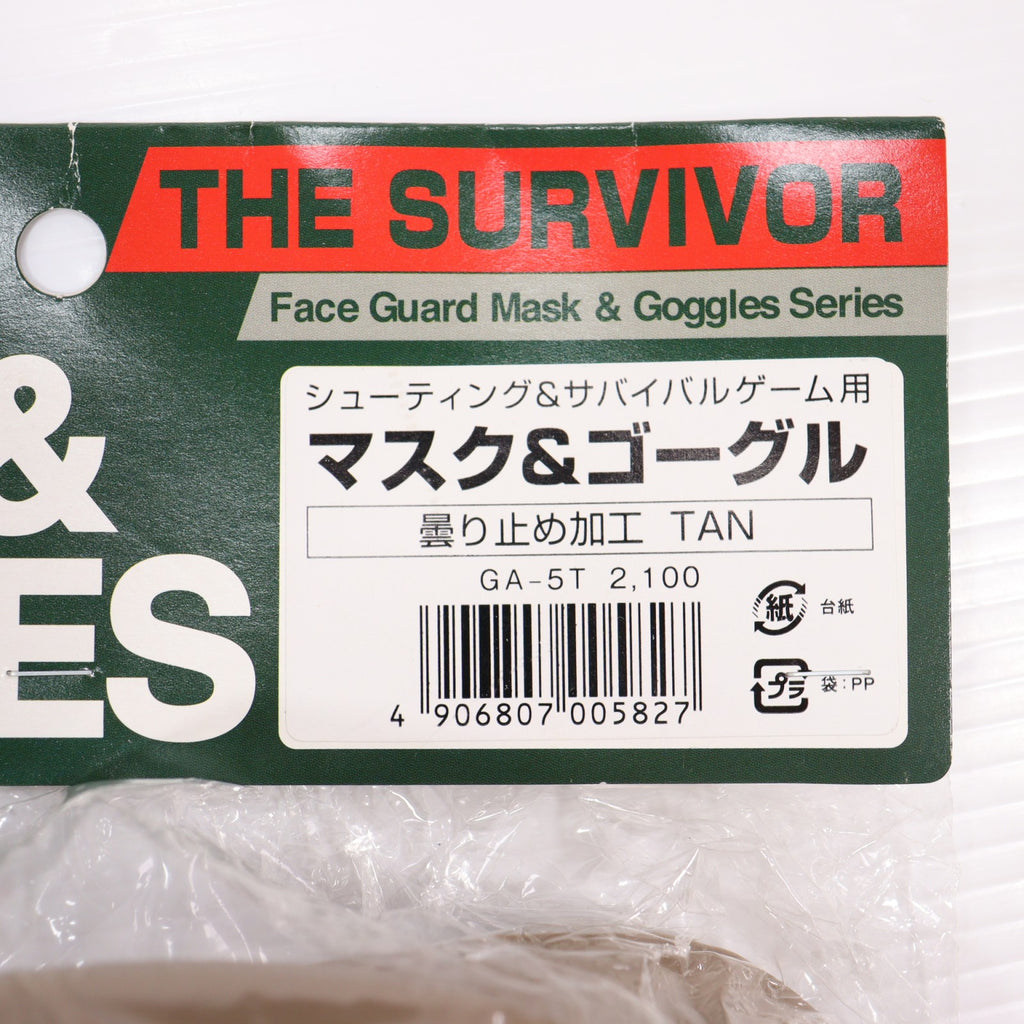 THE SURVIVOR
Face Guard Mask & Goggles Series
&
ES
シューティング&サバイバルゲーム用
マスク&ゴーグル
曇り止め加工 TAN
GA-5T 2,100
4 906807 005827
紙 台紙
プラ 袋:PP